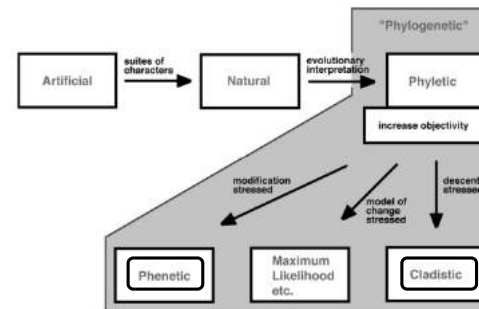 "Phylogenetic"
suites of
characters
evolutionary
interpretation
Artificial
Natural
Phyletic
increase objectivity
modification
stressed
model of
change
stressed
descent
stressed
Phenetic
Maximum
Likelihood
etc.
Cladistic